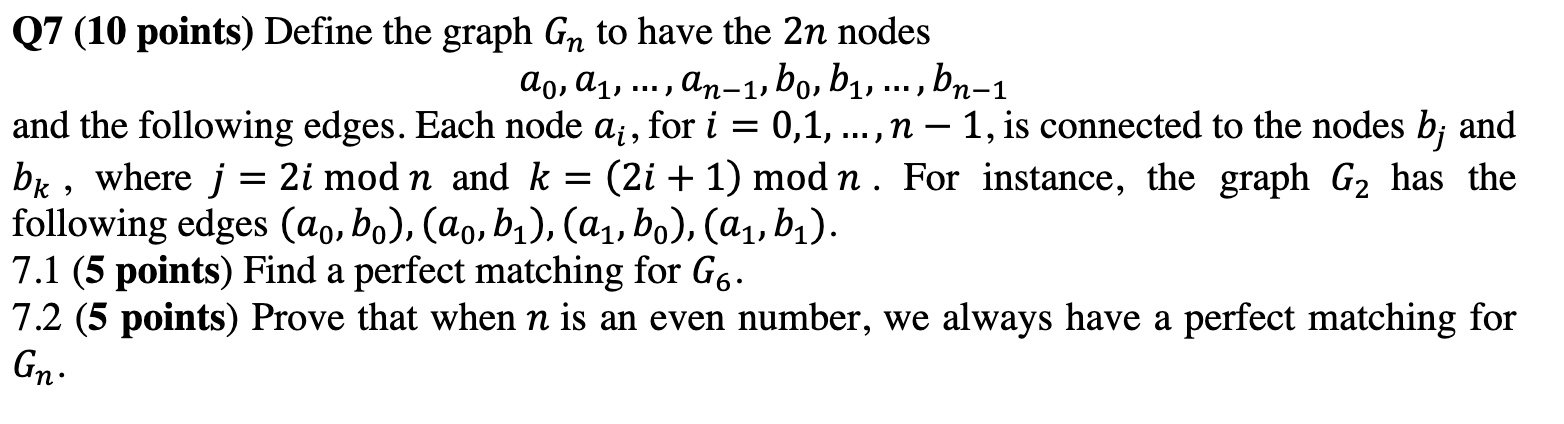 Q7 (10 points) Define the graph Gₙ to have the 2n nodes
a₀, a₁, ..., aₙ₋₁, b₀, b₁, ..., bₙ₋₁
and the following edges. Each node aᵢ, for i = 0,1, ..., n − 1, is connected to the nodes bⱼ and
bₖ , where j = 2i mod n and k = (2i + 1) mod n . For instance, the graph G₂ has the
following edges (a₀, b₀), (a₀, b₁), (a₁, b₀), (a₁, b₁).
7.1 (5 points) Find a perfect matching for G₆.
7.2 (5 points) Prove that when n is an even number, we always have a perfect matching for
Gₙ.